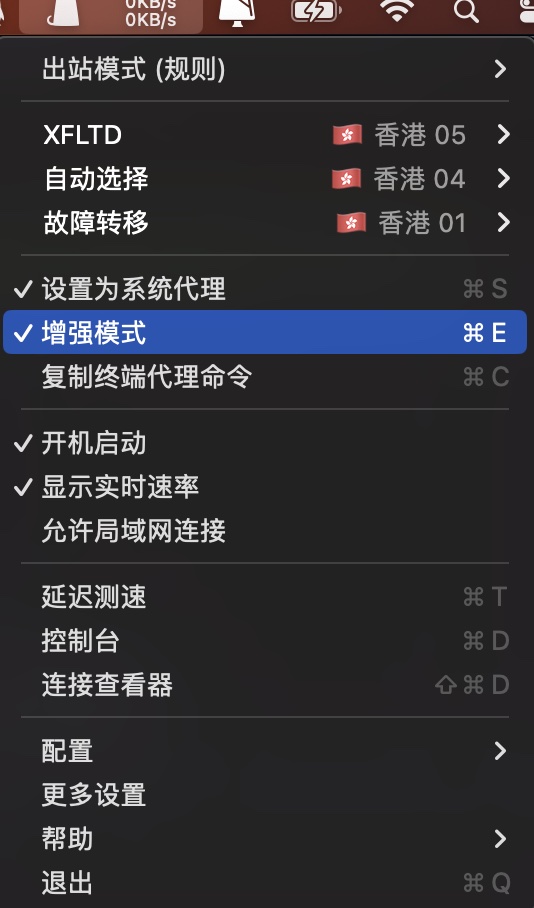 0KB/s
0KB/s
出站模式 (规则)
XFLTD 🇭🇰 香港 05
自动选择 🇭🇰 香港 04
故障转移 🇭🇰 香港 01
✓ 设置为系统代理 ⌘ S
✓ 增强模式 ⌘ E
复制终端代理命令 ⌘ C
✓ 开机启动
✓ 显示实时速率
允许局域网连接
延迟测速 ⌘ T
控制台 ⌘ D
连接查看器 ⇧ ⌘ D
配置
更多设置
帮助
退出 ⌘ Q